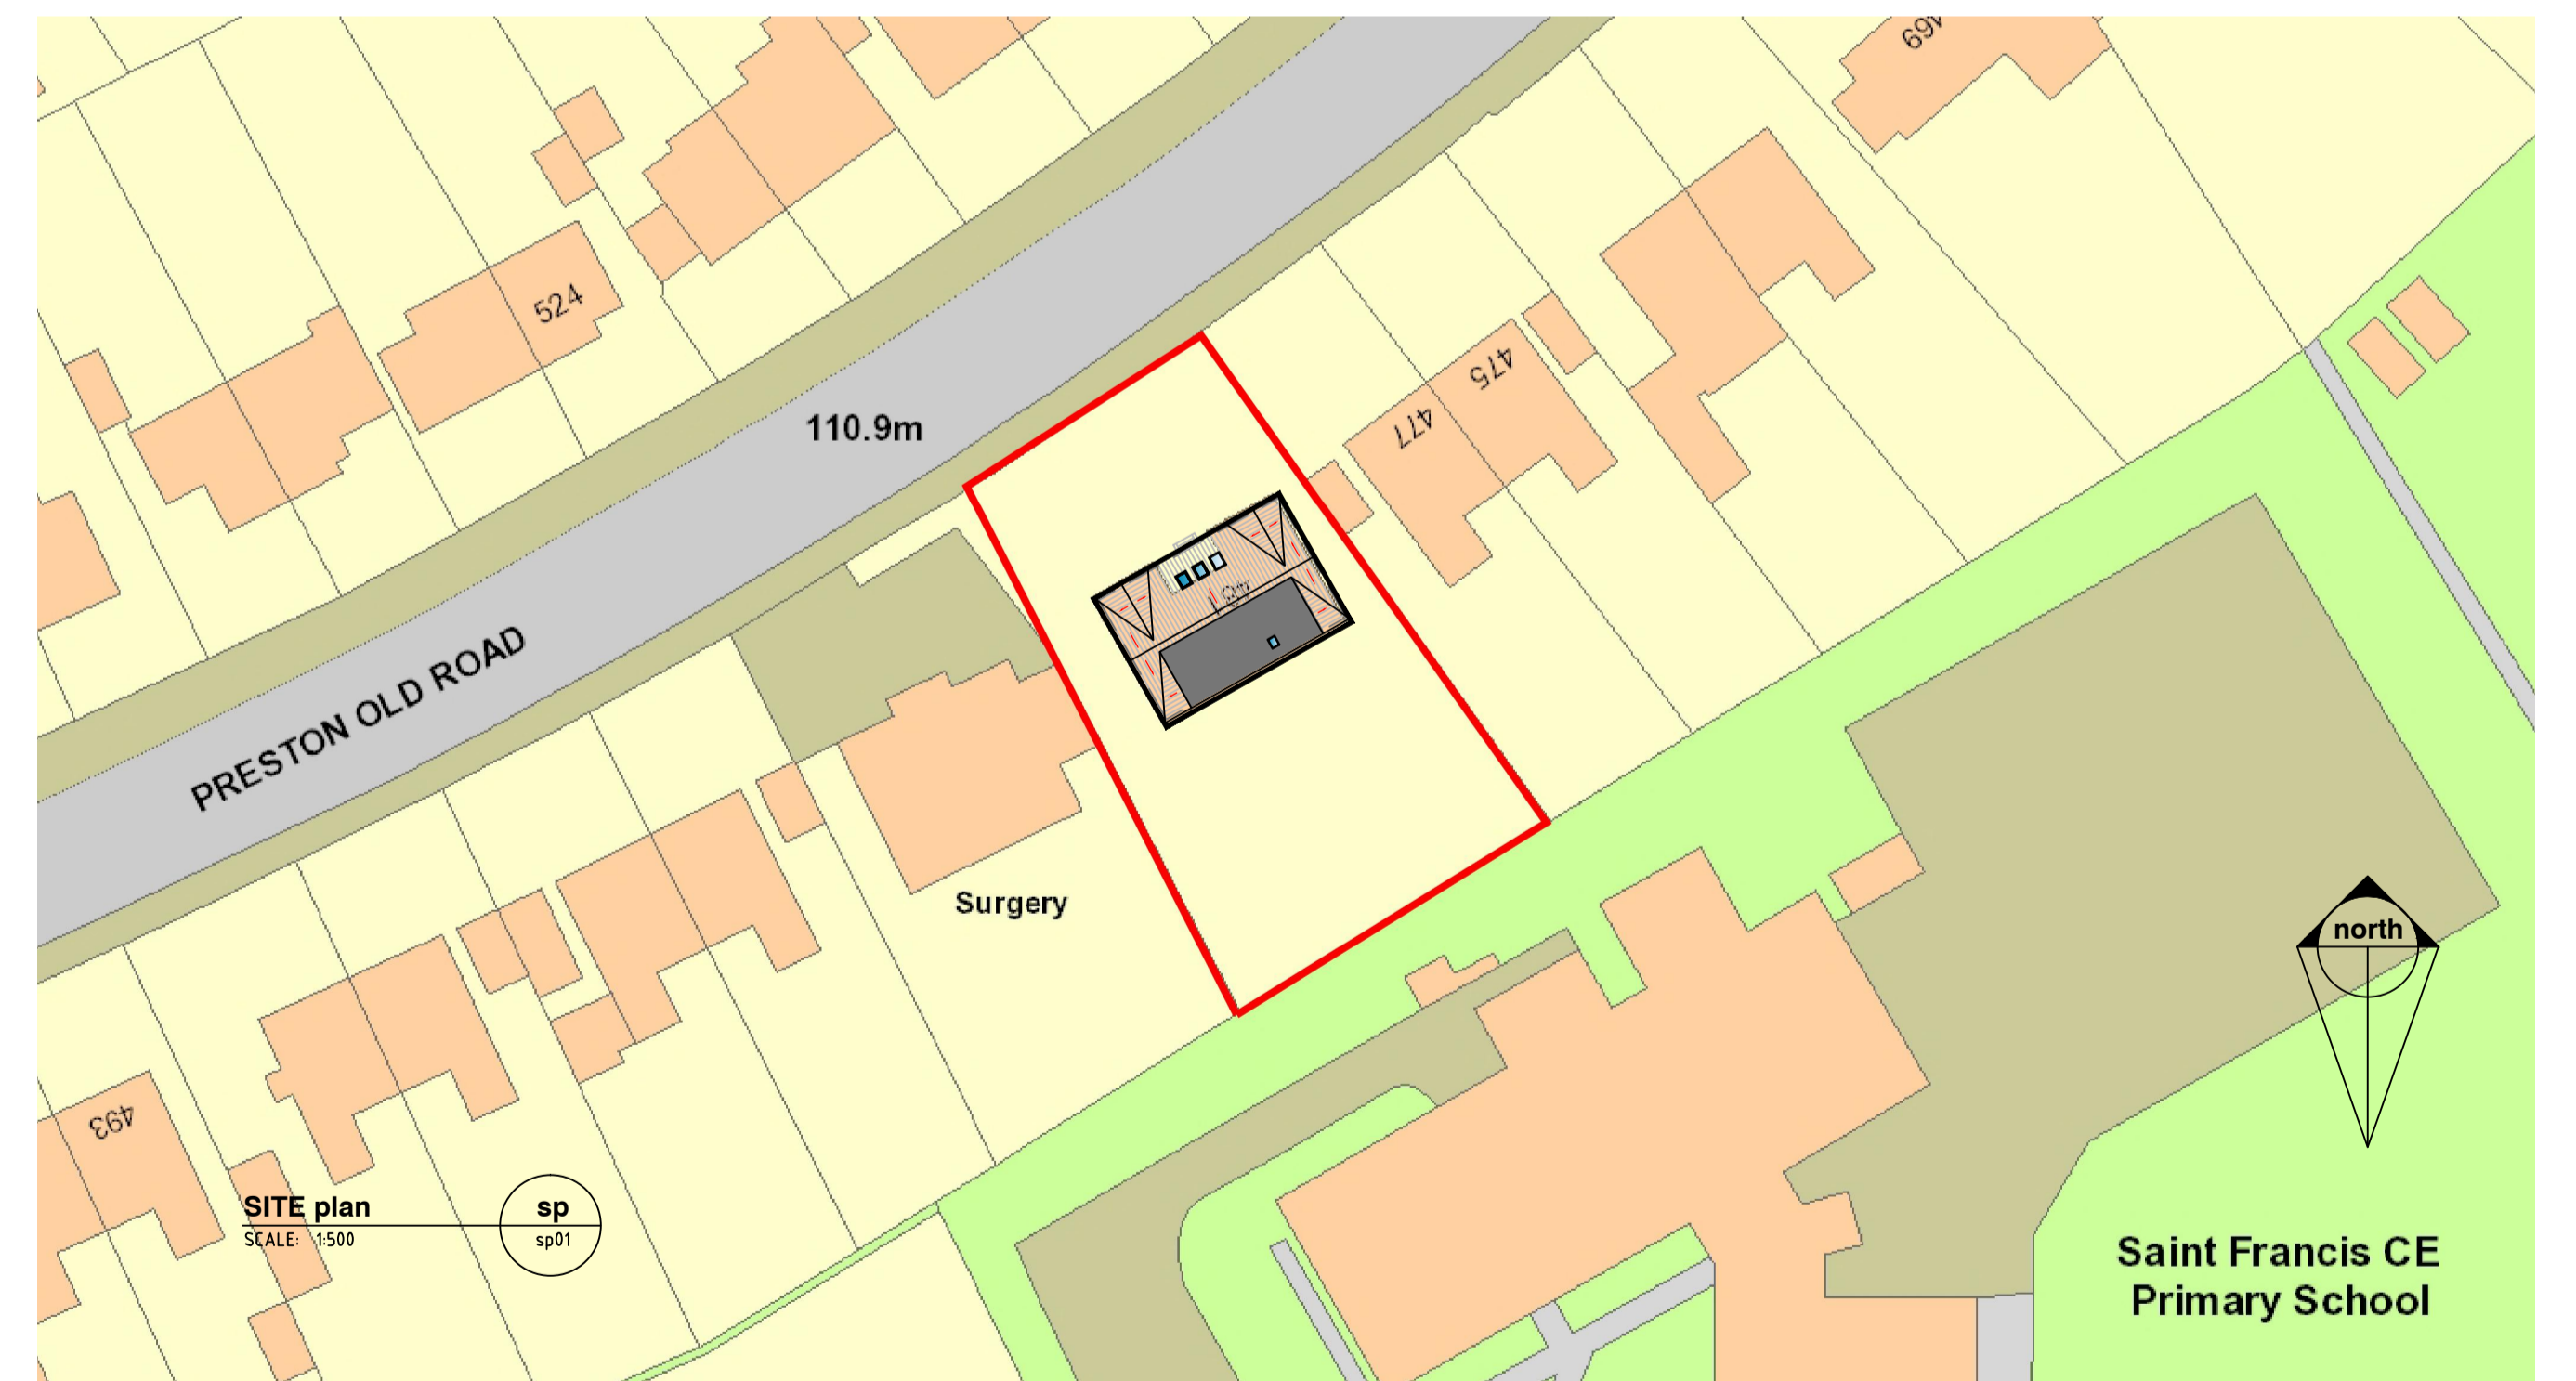 469
524
475
477
110.9m
PRESTON OLD ROAD
Surgery
north
493
SITE plan
SCALE: 1:500
sp
sp01
Saint Francis CE
Primary School